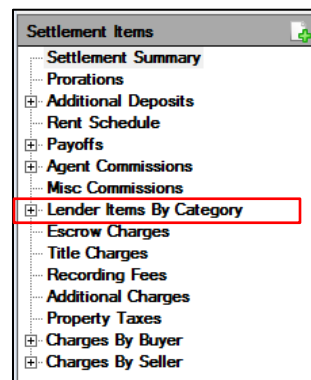 Settlement Items
Settlement Summary
Prorations
Additional Deposits
Rent Schedule
Payoffs
Agent Commissions
Misc Commissions
Lender Items By Category
Escrow Charges
Title Charges
Recording Fees
Additional Charges
Property Taxes
Charges By Buyer
Charges By Seller